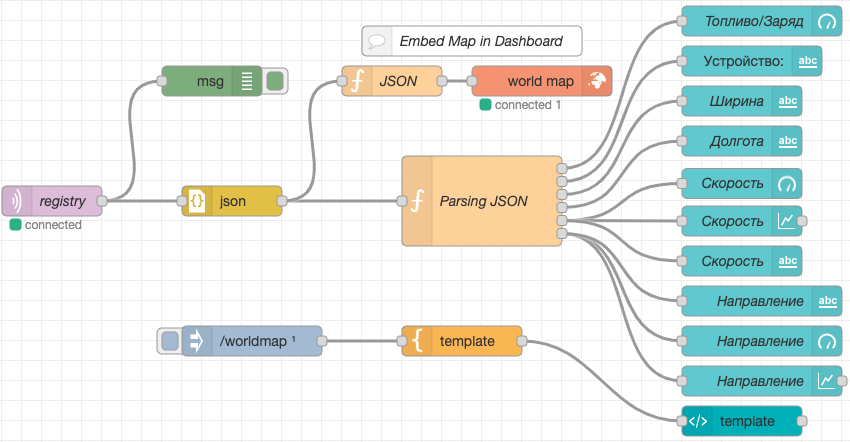 Топливо/Заряд
Embed Map in Dashboard
Устройство:
abc
msg
JSON
world map
connected 1
Ширина
abc
Долгота
abc
Скорость
registry
json
Parsing JSON
connected
Скорость
Скорость
abc
Направление
abc
/worldmap ¹
template
Направление
Направление
template